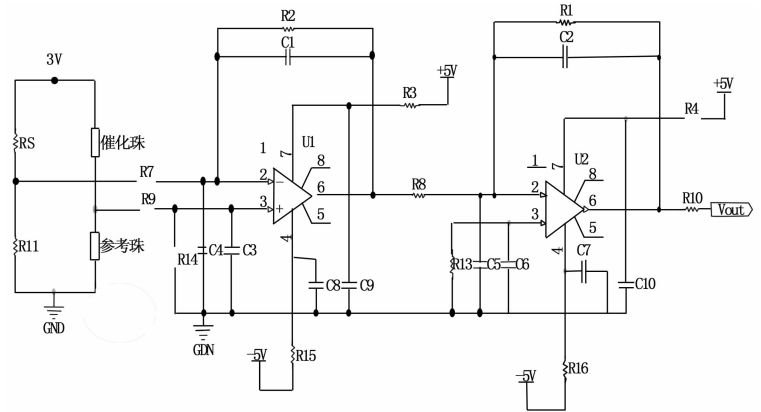 R2
C1
R1
C2
3V
+5V
R3
+5V
R4
RS
催化珠
1
7
U1
8
R7
2
6
3
5
4
R9
R8
1
7
U2
8
2
6
3
5
4
R10
Vout
R11
参考珠
R14
C4
C3
C8
C9
R13
C5
C6
C7
C10
GND
GDN
-5V
R15
-5V
R16